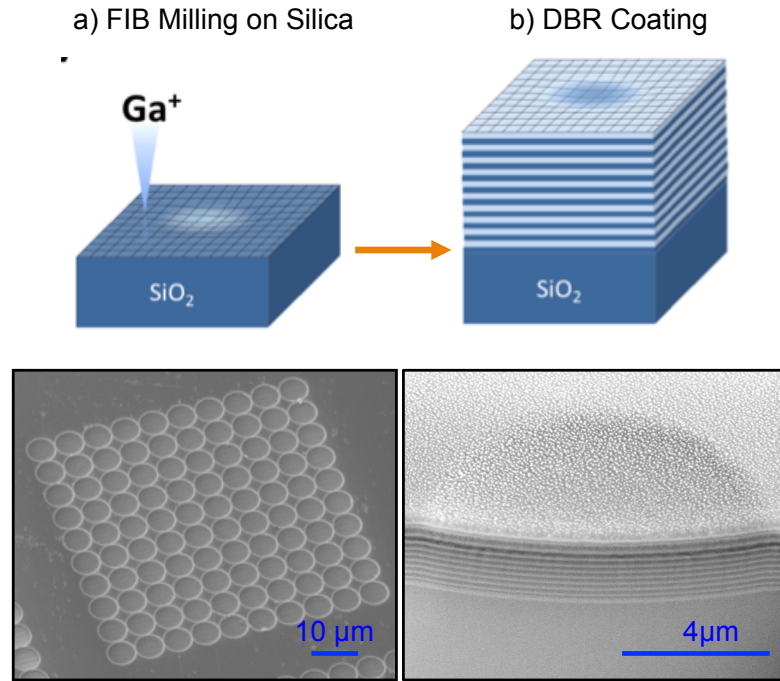 a) FIB Milling on Silica
b) DBR Coating
Ga⁺
SiO₂
SiO₂
10 µm
4µm